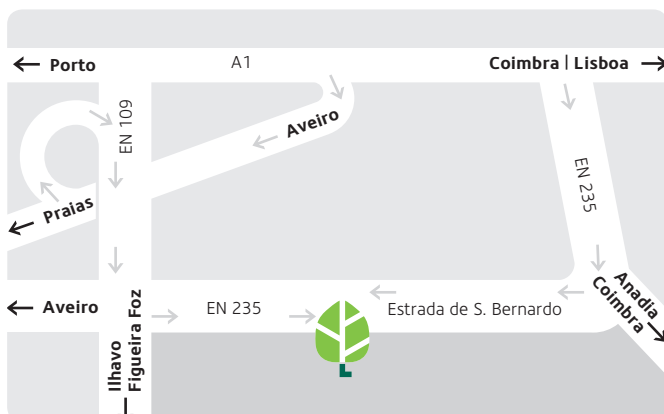 Porto
A1
Coimbra | Lisboa
EN 109
Aveiro
EN 235
Praias
Anadia
Coimbra
Aveiro
EN 235
Estrada de S. Bernardo
Ilhavo
Figueira Foz